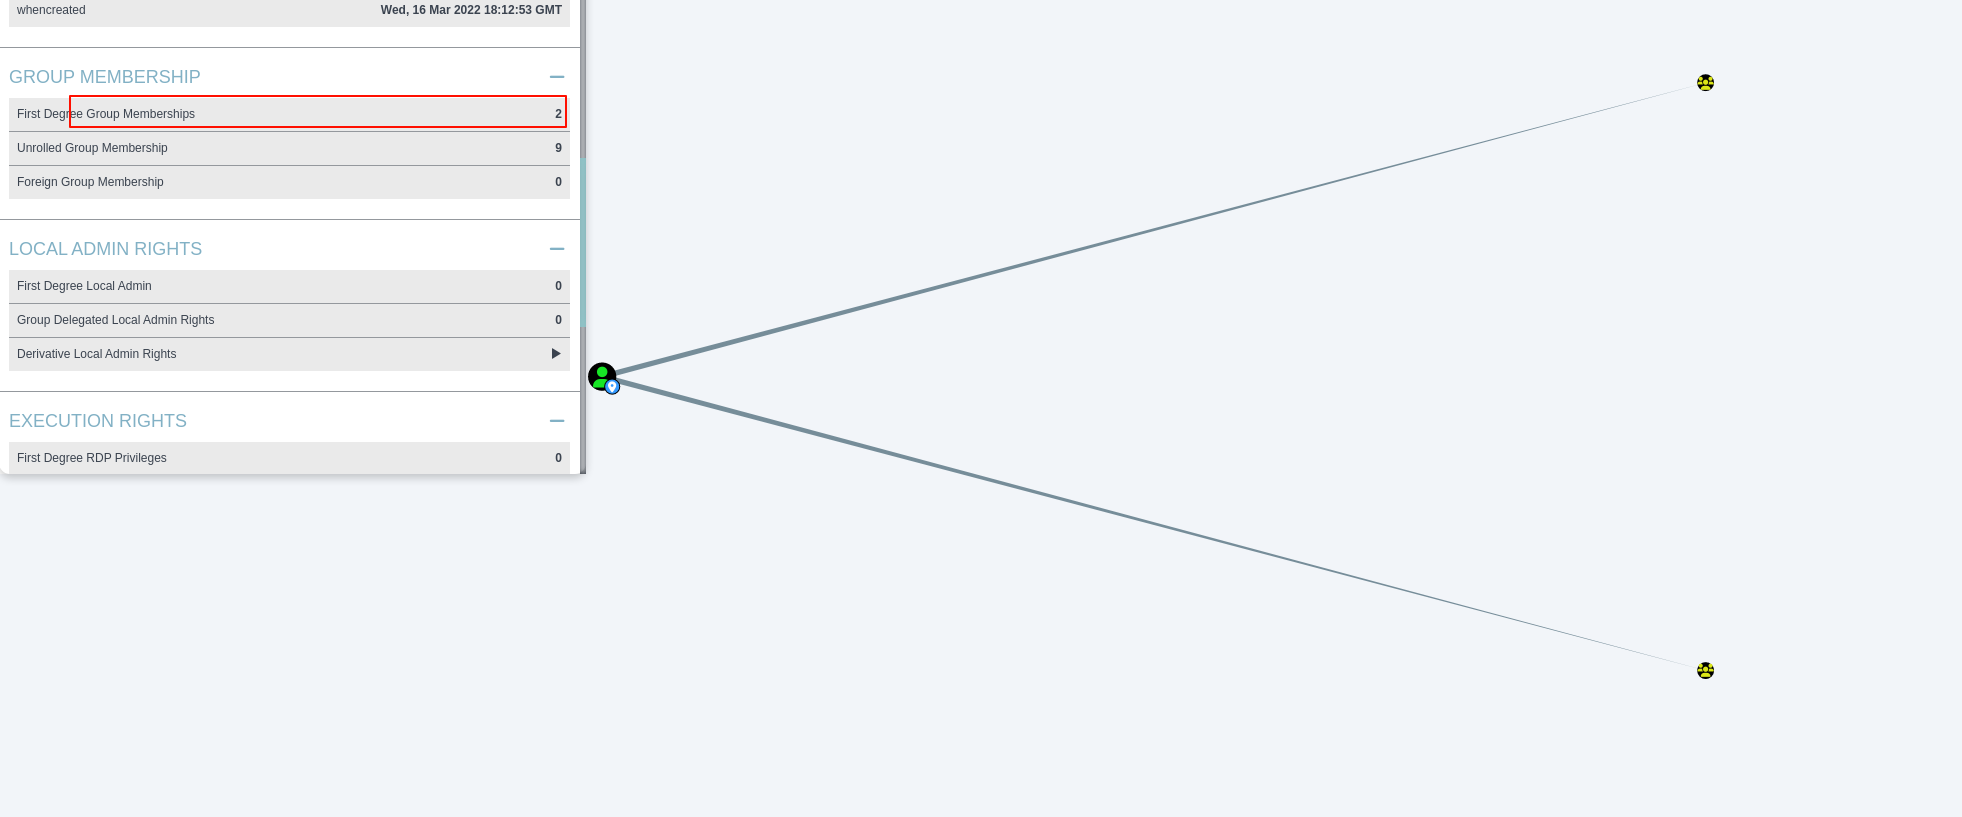 whencreated Wed, 16 Mar 2022 18:12:53 GMT
GROUP MEMBERSHIP
First Degree Group Memberships 2
Unrolled Group Membership 9
Foreign Group Membership 0
LOCAL ADMIN RIGHTS
First Degree Local Admin 0
Group Delegated Local Admin Rights 0
Derivative Local Admin Rights
EXECUTION RIGHTS
First Degree RDP Privileges 0